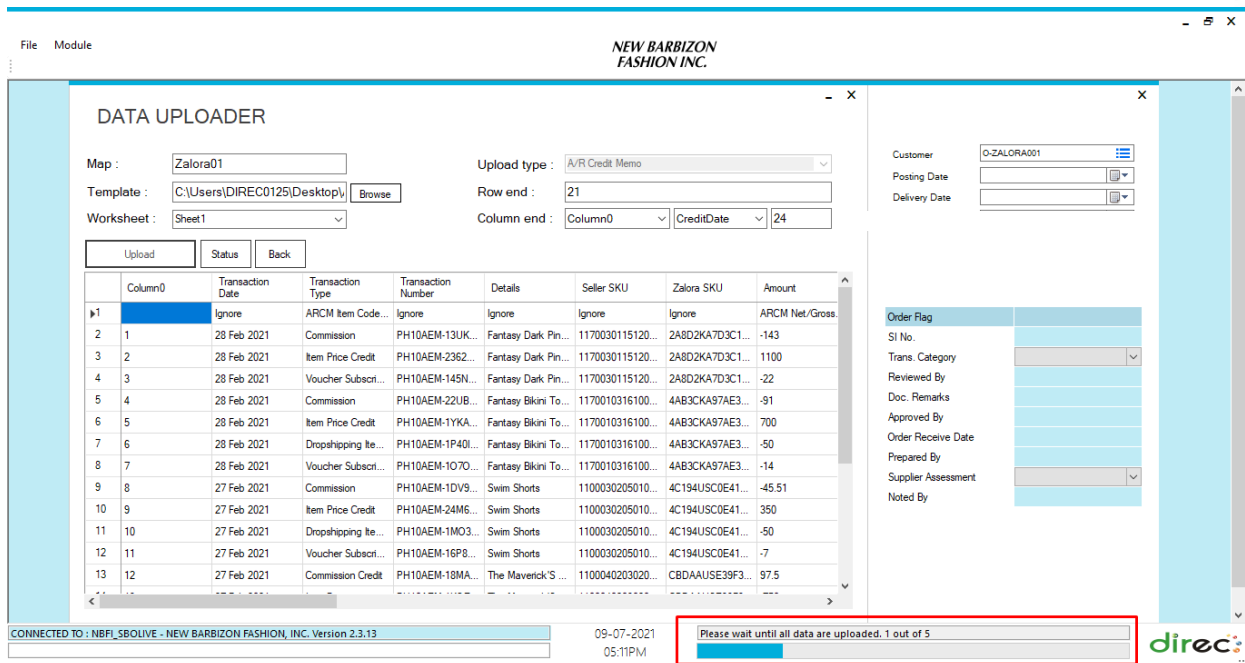 File Module
NEW BARBIZON
FASHION INC.
DATA UPLOADER
Map : Zalora01 Upload type : A/R Credit Memo
Template : C:\Users\DIREC0125\Desktop\ Browse Row end : 21
Worksheet : Sheet1 Column end : Column0 CreditDate 24
Upload Status Back
Customer O-ZALORA001
Posting Date
Delivery Date
Column0 Transaction Date Transaction Type Transaction Number Details Seller SKU Zalora SKU Amount
1 Ignore ARCM Item Code... Ignore Ignore Ignore Ignore ARCM Net/Gross.
2 1 28 Feb 2021 Commission PH10AEM-13UK... Fantasy Dark Pin... 1170030115120... 2A8D2KA7D3C1... -143
3 2 28 Feb 2021 Item Price Credit PH10AEM-2362... Fantasy Dark Pin... 1170030115120... 2A8D2KA7D3C1... 1100
4 3 28 Feb 2021 Voucher Subscri... PH10AEM-145N... Fantasy Dark Pin... 1170030115120... 2A8D2KA7D3C1... -22
5 4 28 Feb 2021 Commission PH10AEM-22UB... Fantasy Bikini To... 1170010316100... 4AB3CKA97AE3... -91
6 5 28 Feb 2021 Item Price Credit PH10AEM-1YKA... Fantasy Bikini To... 1170010316100... 4AB3CKA97AE3... 700
7 6 28 Feb 2021 Dropshipping Ite... PH10AEM-1P40I... Fantasy Bikini To... 1170010316100... 4AB3CKA97AE3... -50
8 7 28 Feb 2021 Voucher Subscri... PH10AEM-1O7O... Fantasy Bikini To... 1170010316100... 4AB3CKA97AE3... -14
9 8 27 Feb 2021 Commission PH10AEM-1DV9... Swim Shorts 1100030205010... 4C194USC0E41... -45.51
10 9 27 Feb 2021 Item Price Credit PH10AEM-24M6... Swim Shorts 1100030205010... 4C194USC0E41... 350
11 10 27 Feb 2021 Dropshipping Ite... PH10AEM-1MO3... Swim Shorts 1100030205010... 4C194USC0E41... -50
12 11 27 Feb 2021 Voucher Subscri... PH10AEM-16P8... Swim Shorts 1100030205010... 4C194USC0E41... -7
13 12 27 Feb 2021 Commission Credit PH10AEM-18MA... The Maverick'S ... 1100040203020... CBDAAUSE39F3... 97.5
Order Flag
SI No.
Trans. Category
Reviewed By
Doc. Remarks
Approved By
Order Receive Date
Prepared By
Supplier Assessment
Noted By
CONNECTED TO : NBFI_SBOLIVE - NEW BARBIZON FASHION, INC. Version 2.3.13
09-07-2021
05:11PM
Please wait until all data are uploaded. 1 out of 5
direc